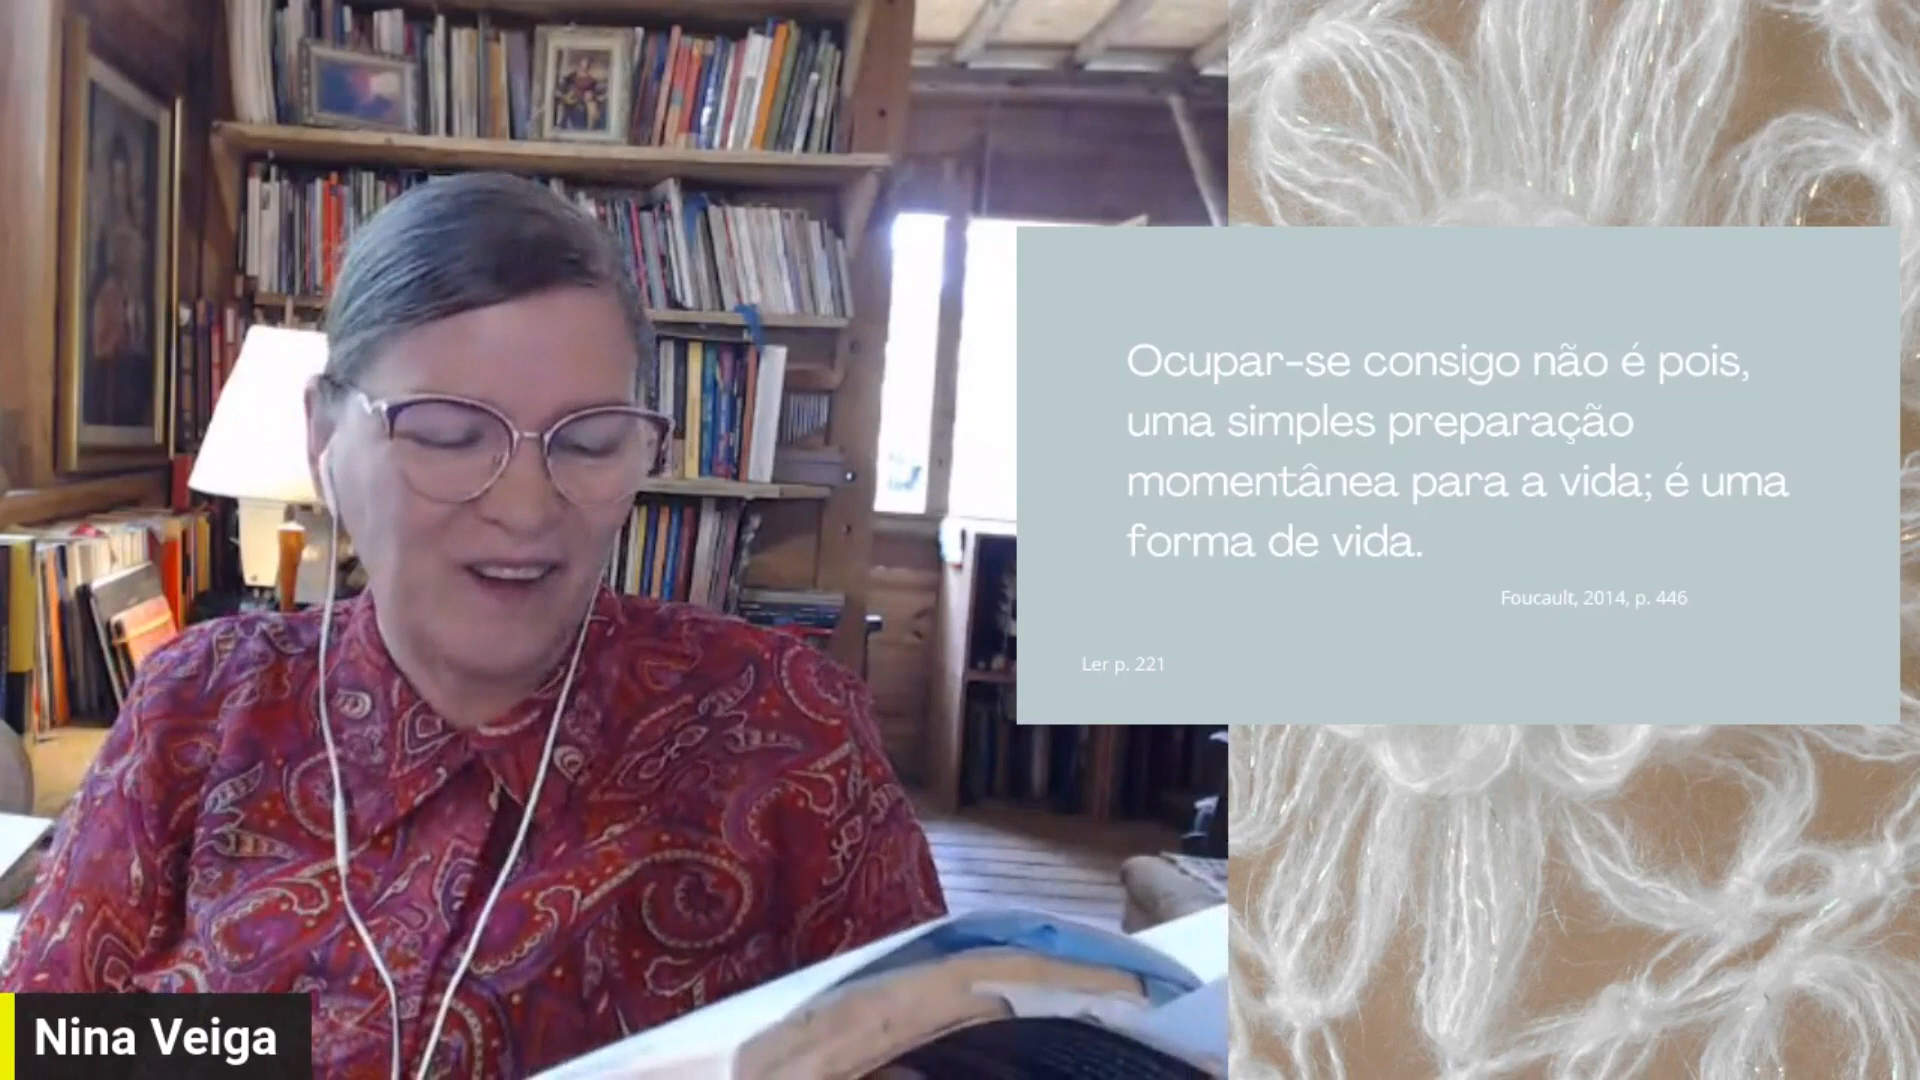 Ocupar-se consigo não é pois,
uma simples preparação
momentânea para a vida; é uma
forma de vida.
Foucault, 2014, p. 446
Ler p. 221
Nina Veiga